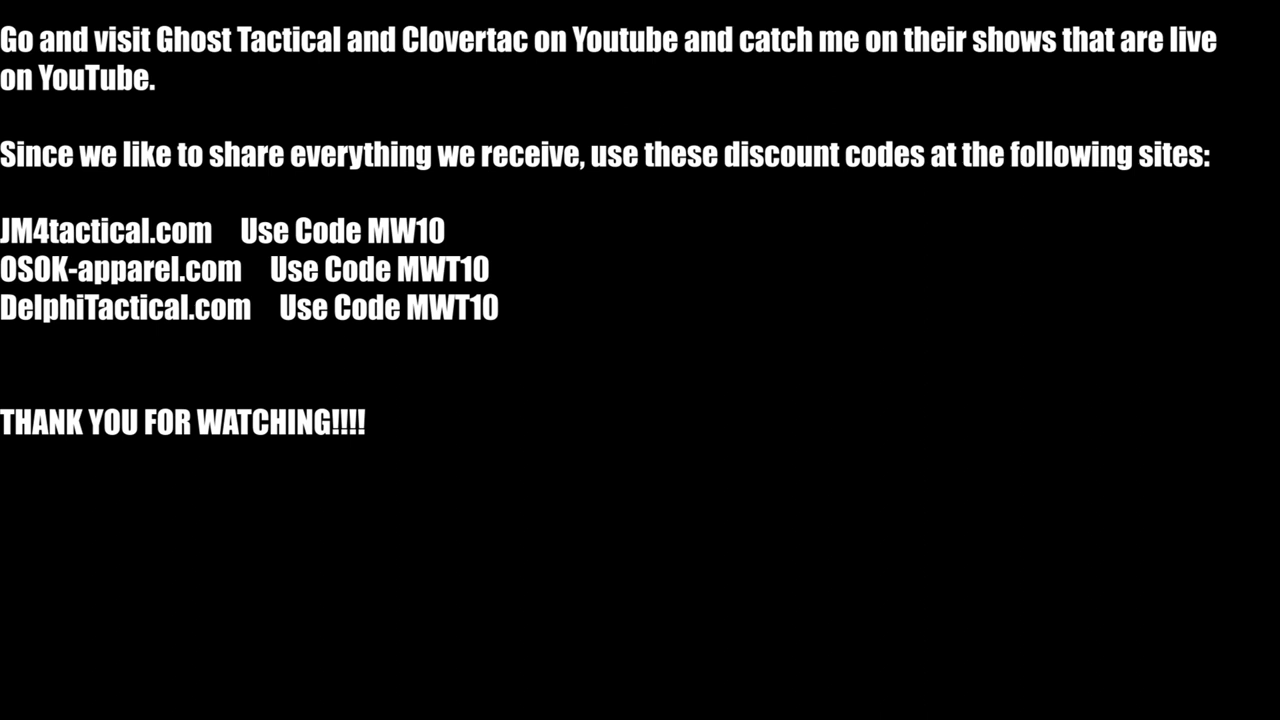 Go and visit Ghost Tactical and Clovertac on Youtube and catch me on their shows that are live
on YouTube.
Since we like to share everything we receive, use these discount codes at the following sites:
JM4tactical.com Use Code MW10
OSOK-apparel.com Use Code MWT10
DelphiTactical.com Use Code MWT10
THANK YOU FOR WATCHING!!!!